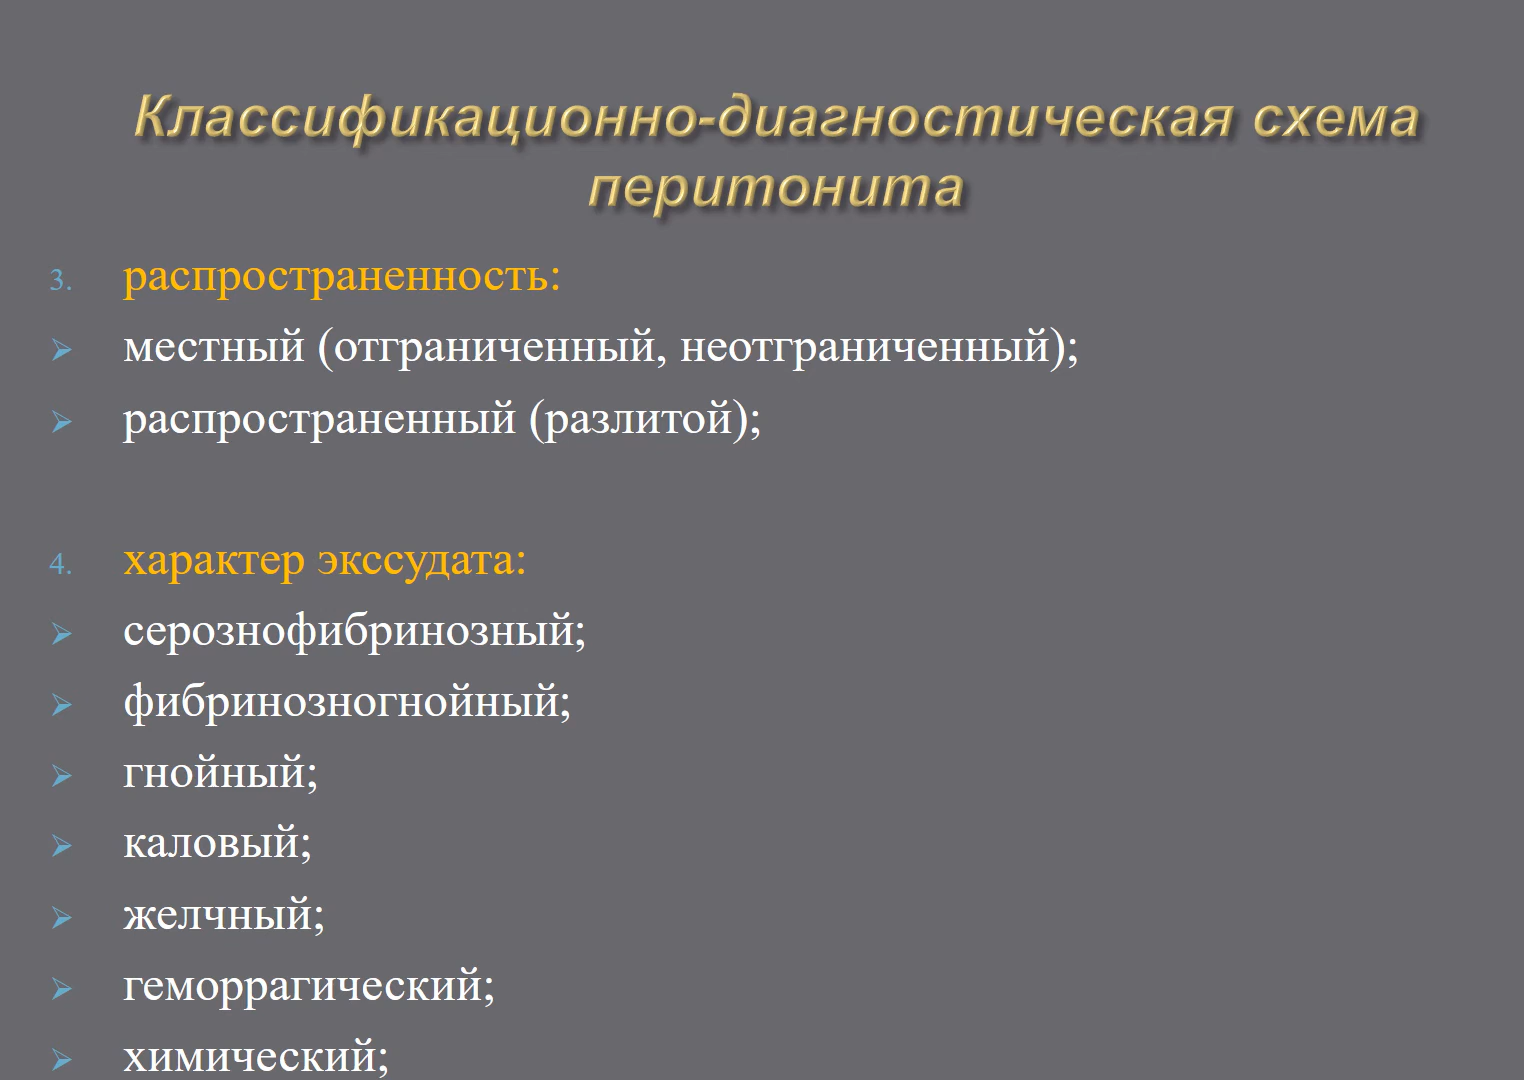 Классификационно-диагностическая схема
перитонита
3. распространенность:
местный (отграниченный, неотграниченный);
распространенный (разлитой);
4. характер экссудата:
серознофибринозный;
фибринозногнойный;
гнойный;
каловый;
желчный;
геморрагический;
химический;